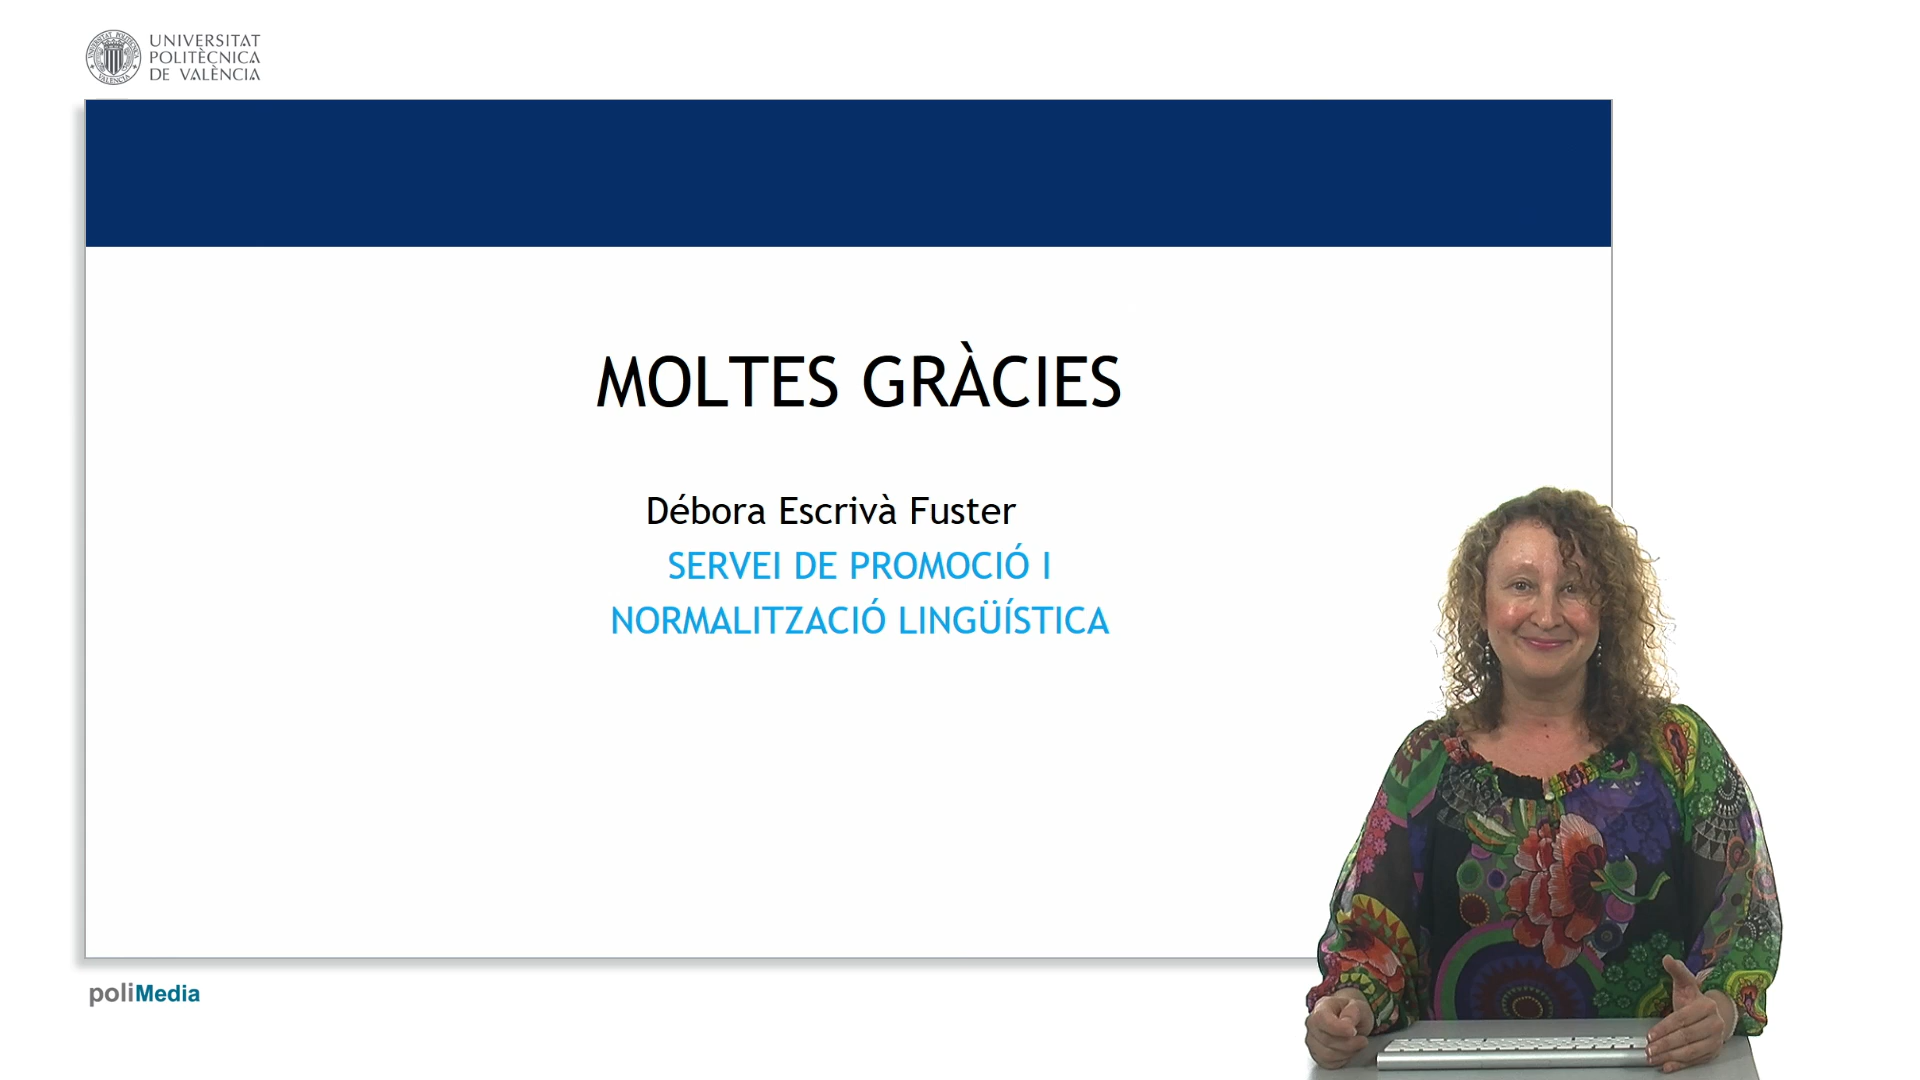 UNIVERSITAT
POLITÈCNICA
DE VALÈNCIA
MOLTES GRÀCIES
Débora Escrivà Fuster
SERVEI DE PROMOCIÓ I
NORMALITZACIÓ LINGÜÍSTICA
poliMedia